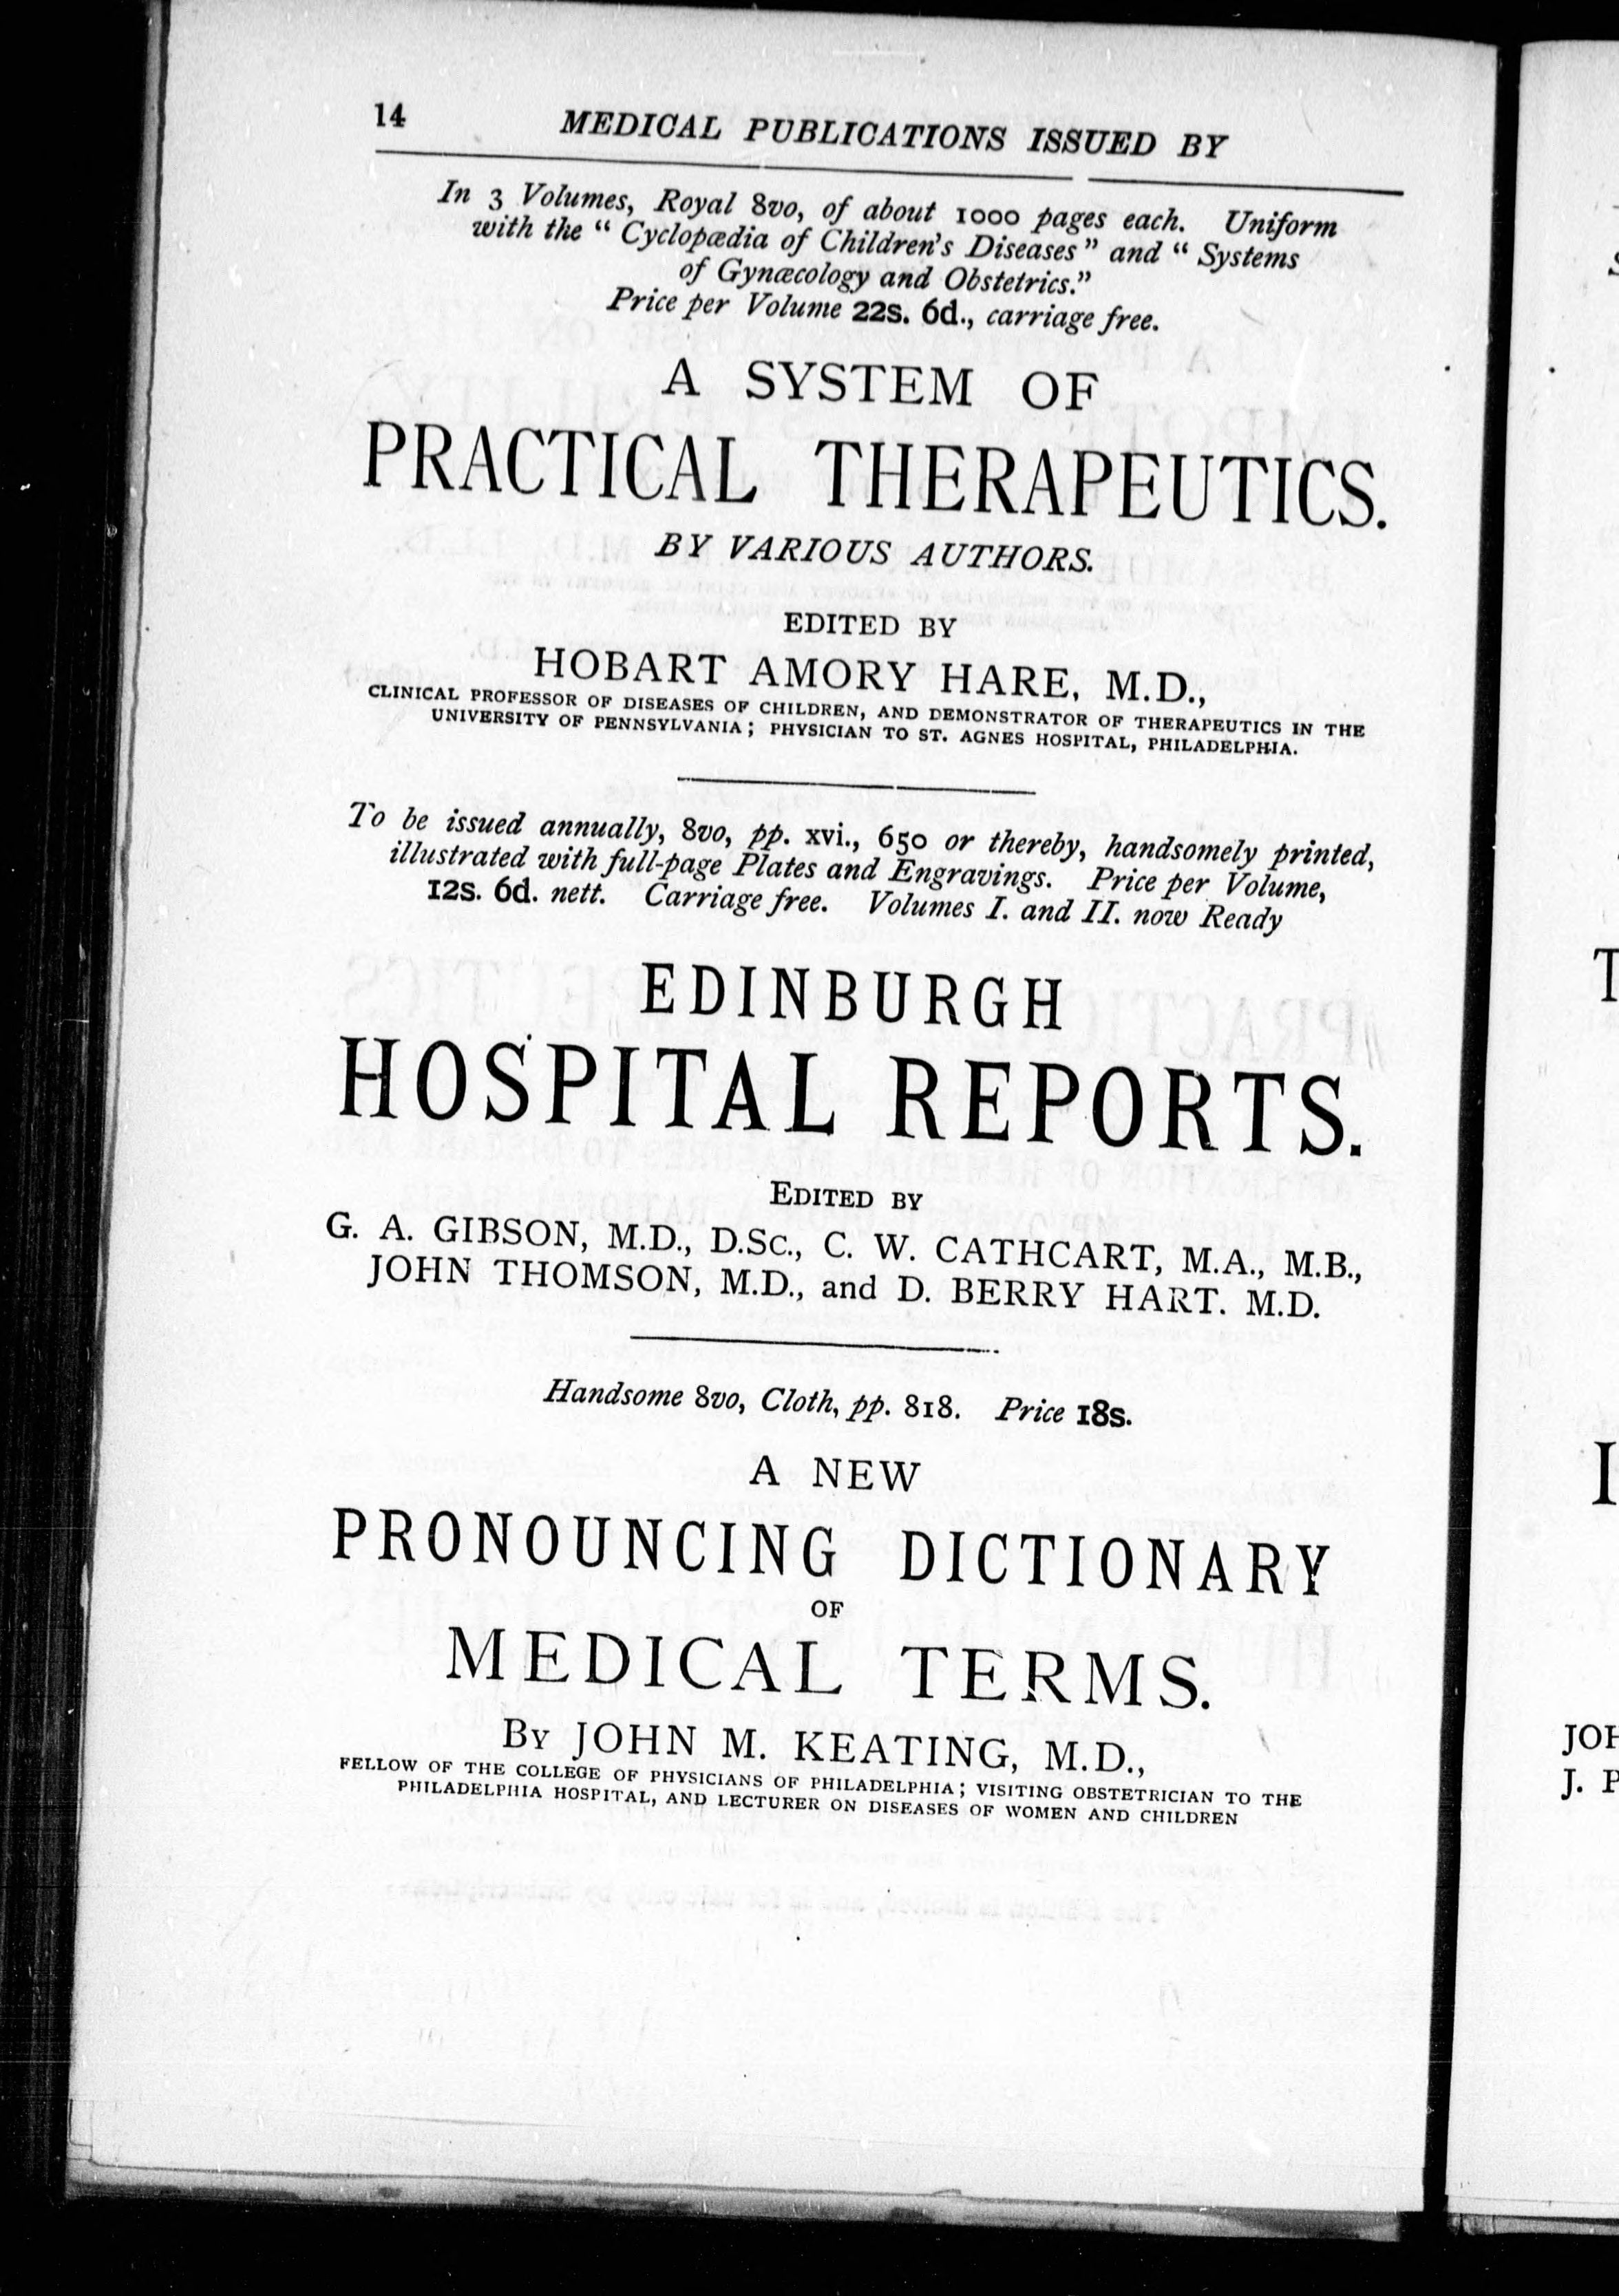 14 MEDICAL PUBLICATIONS ISSUED BY
In 3 Volumes, Royal 8vo, of about 1000 pages each. Uniform
with the “ Cyclopædia of Children’s Diseases ” and “ Systems
of Gynæcology and Obstetrics.”
Price per Volume 22s. 6d., carriage free.
A SYSTEM OF
PRACTICAL THERAPEUTICS.
BY VARIOUS AUTHORS.
EDITED BY
HOBART AMORY HARE, M.D.,
CLINICAL PROFESSOR OF DISEASES OF CHILDREN, AND DEMONSTRATOR OF THERAPEUTICS IN THE
UNIVERSITY OF PENNSYLVANIA ; PHYSICIAN TO ST. AGNES HOSPITAL, PHILADELPHIA.
To be issued annually, 8vo, pp. xvi., 650 or thereby, handsomely printed,
illustrated with full-page Plates and Engravings. Price per Volume,
12s. 6d. nett. Carriage free. Volumes I. and II. now Ready
EDINBURGH
HOSPITAL REPORTS.
EDITED BY
G. A. GIBSON, M.D., D.Sc., C. W. CATHCART, M.A., M.B.,
JOHN THOMSON, M.D., and D. BERRY HART. M.D.
Handsome 8vo, Cloth, pp. 818. Price 18s.
A NEW
PRONOUNCING DICTIONARY
OF
MEDICAL TERMS.
By JOHN M. KEATING, M.D.,
FELLOW OF THE COLLEGE OF PHYSICIANS OF PHILADELPHIA ; VISITING OBSTETRICIAN TO THE
PHILADELPHIA HOSPITAL, AND LECTURER ON DISEASES OF WOMEN AND CHILDREN